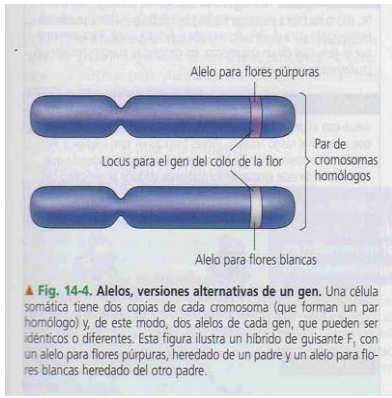 Alelo para flores púrpuras
Locus para el gen del color de la flor
Par de
cromosomas
homólogos
Alelo para flores blancas
▲ Fig. 14-4. Alelos, versiones alternativas de un gen. Una célula
somática tiene dos copias de cada cromosoma (que forman un par
homólogo) y, de este modo, dos alelos de cada gen, que pueden ser
idénticos o diferentes. Esta figura ilustra un híbrido de guisante F₁ con
un alelo para flores púrpuras, heredado de un padre y un alelo para flo-
res blancas heredado del otro padre.